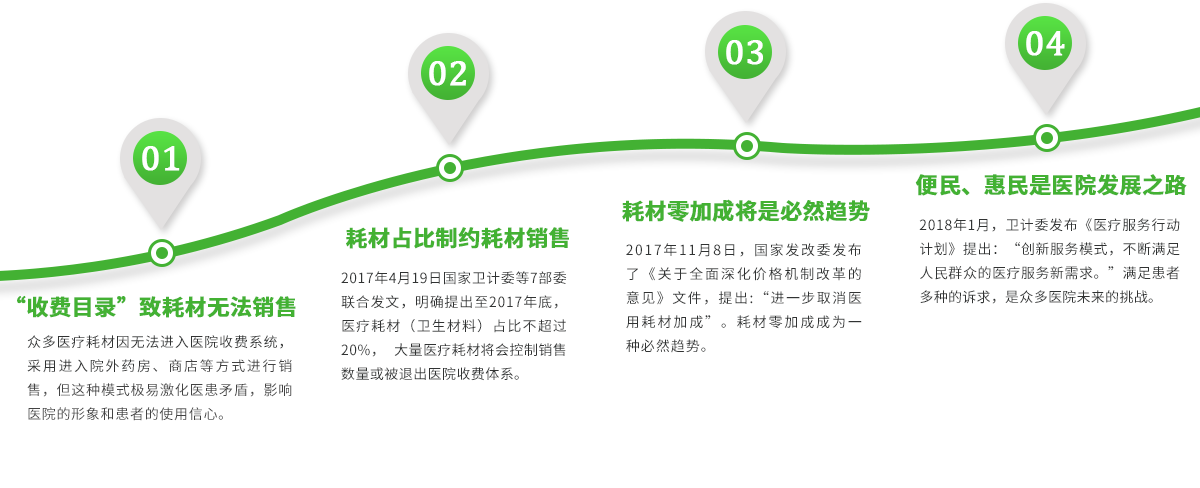 01
“收费目录”致耗材无法销售
众多医疗耗材因无法进入医院收费系统，
采用进入院外药房、商店等方式进行销
售，但这种模式极易激化医患矛盾，影响
医院的形象和患者的使用信心。
02
耗材占比制约耗材销售
2017年4月19日国家卫计委等7部委
联合发文，明确提出至2017年底，
医疗耗材（卫生材料）占比不超过
20%， 大量医疗耗材将会控制销售
数量或被退出医院收费体系。
03
耗材零加成将是必然趋势
2017年11月8日，国家发改委发布
了《关于全面深化价格机制改革的
意见》文件，提出：“进一步取消医
用耗材加成”。耗材零加成成为一
种必然趋势。
04
便民、惠民是医院发展之路
2018年1月，卫计委发布《医疗服务行动
计划》提出：“创新服务模式，不断满足
人民群众的医疗服务新需求。”满足患者
多种的诉求，是众多医院未来的挑战。